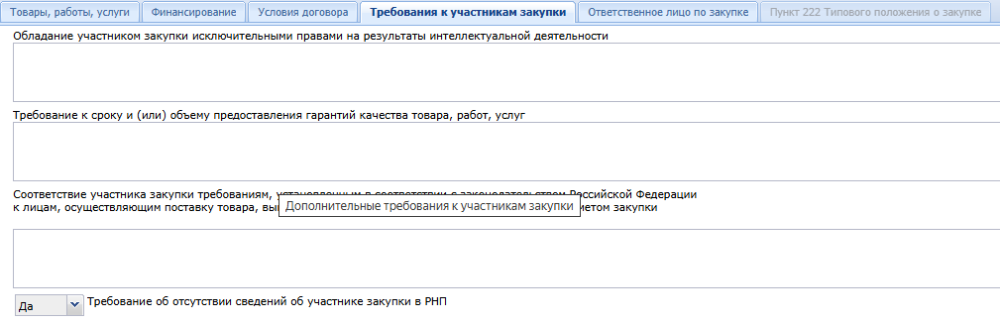 Товары, работы, услуги Финансирование Условия договора Требования к участникам закупки Ответственное лицо по закупке Пункт 222 Типового положения о закупке
Обладание участником закупки исключительными правами на результаты интеллектуальной деятельности
Требование к сроку и (или) объему предоставления гарантий качества товара, работ, услуг
Соответствие участника закупки требованиям, установленным в соответствии с законодательством Российской Федерации
к лицам, осуществляющим поставку товара, закупки
Дополнительные требования к участникам закупки
Да Требование об отсутствии сведений об участнике закупки в РНП